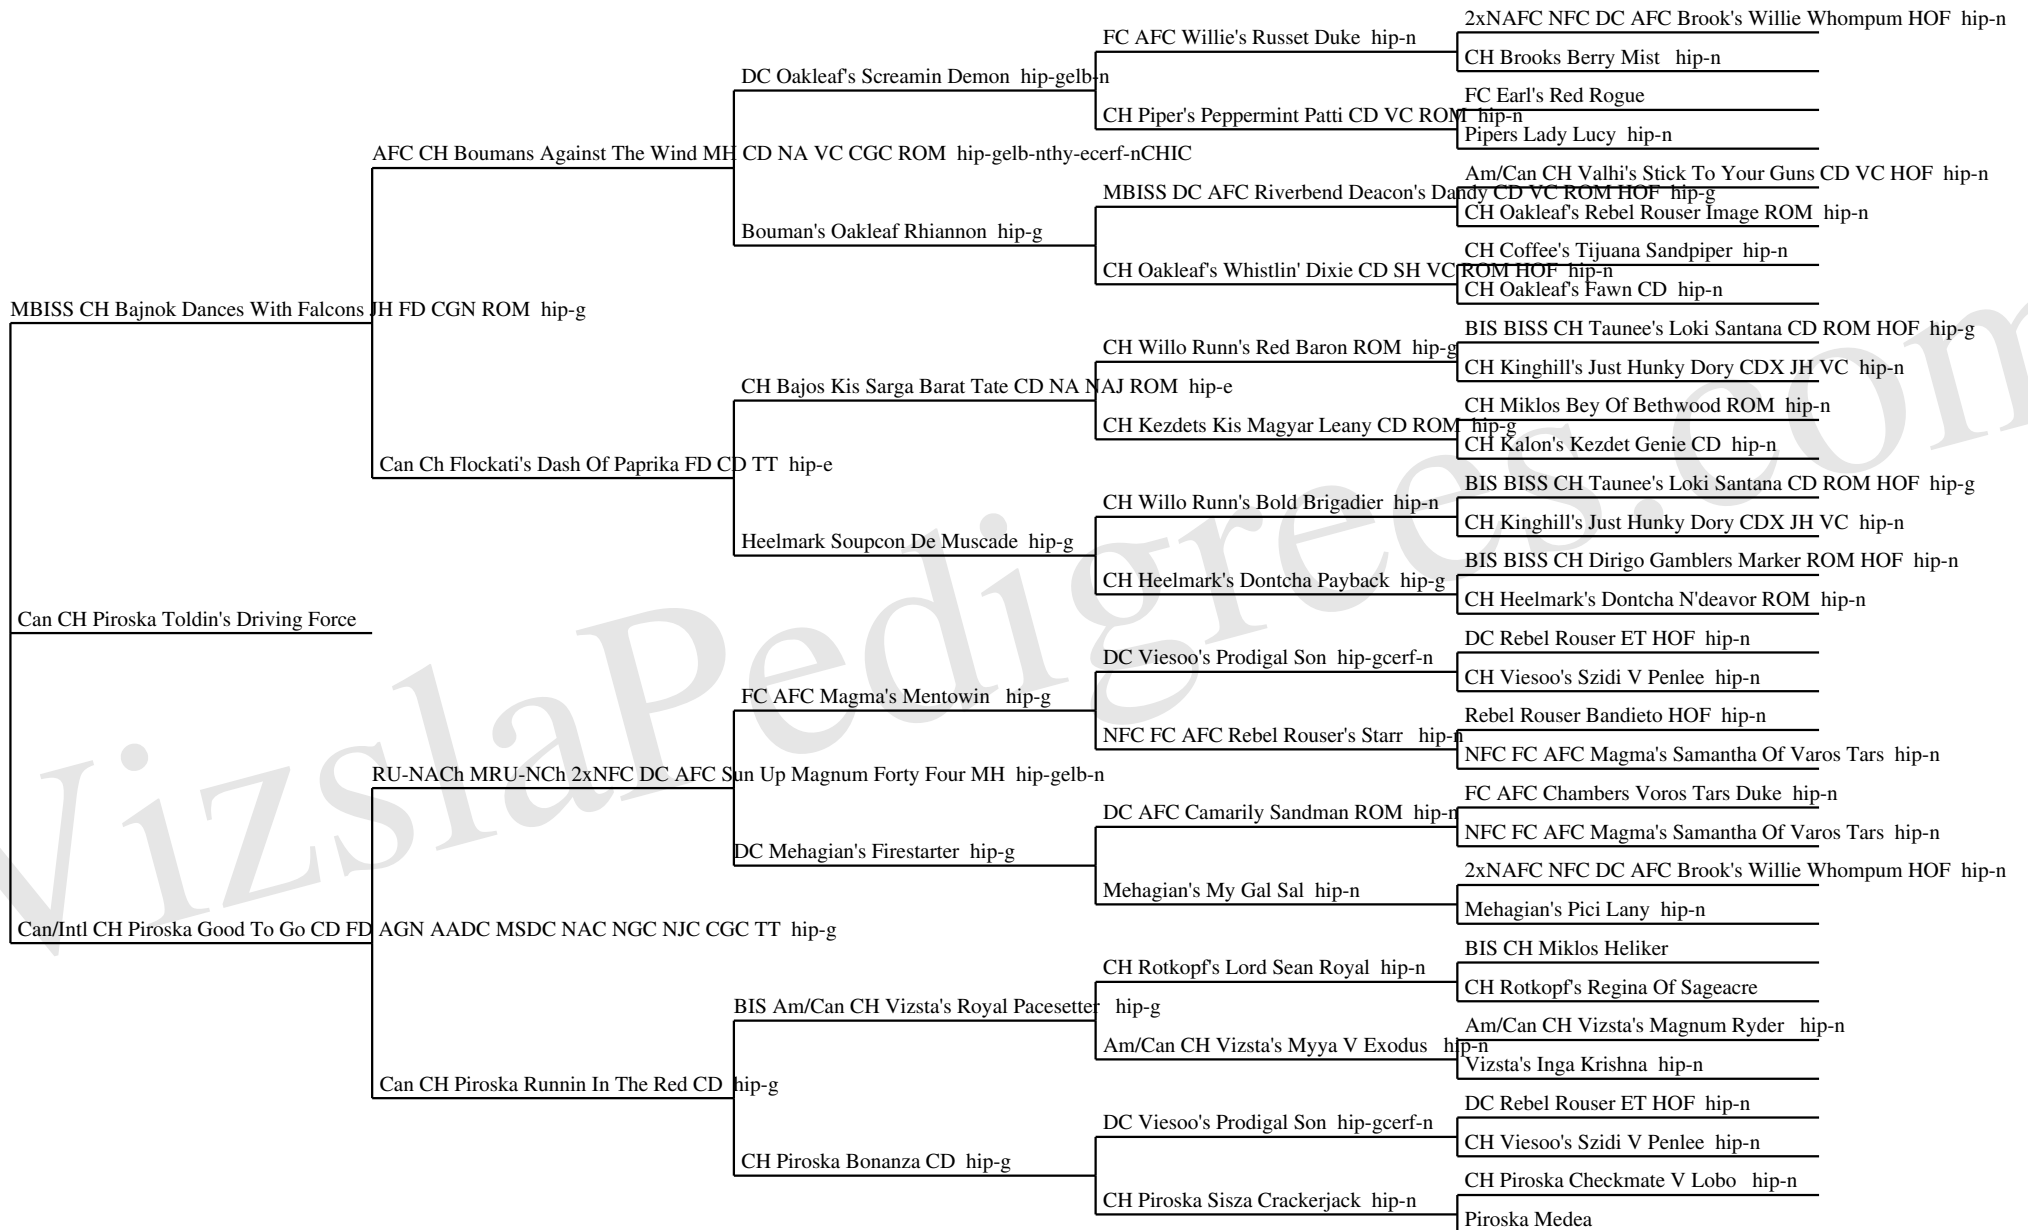 2xNAFC NFC DC AFC Brook's Willie Whompum HOF hip-n
FC AFC Willie's Russet Duke hip-n
CH Brooks Berry Mist hip-n
DC Oakleaf's Screamin Demon hip-gelb-n
FC Earl's Red Rogue
CH Piper's Peppermint Patti CD VC ROM hip-n
Pipers Lady Lucy hip-n
AFC CH Boumans Against The Wind MH CD NA VC CGC ROM hip-gelb-nthy-ecerf-nCHIC
Am/Can CH Valhi's Stick To Your Guns CD VC HOF hip-n
MBISS DC AFC Riverbend Deacon's Dandy CD VC ROM HOF hip-g
CH Oakleaf's Rebel Rouser Image ROM hip-n
Bouman's Oakleaf Rhiannon hip-g
CH Coffee's Tijuana Sandpiper hip-n
CH Oakleaf's Whistlin' Dixie CD SH VC ROM HOF hip-n
CH Oakleaf's Fawn CD hip-n
MBISS CH Bajnok Dances With Falcons JH FD CGN ROM hip-g
BIS BISS CH Taunee's Loki Santana CD ROM HOF hip-g
CH Willo Runn's Red Baron ROM hip-g
CH Kinghill's Just Hunky Dory CDX JH VC hip-n
CH Bajos Kis Sarga Barat Tate CD NA NAJ ROM hip-e
CH Miklos Bey Of Bethwood ROM hip-n
CH Kezdets Kis Magyar Leany CD ROM hip-g
CH Kalon's Kezdet Genie CD hip-n
Can Ch Flockati's Dash Of Paprika FD CD TT hip-e
BIS BISS CH Taunee's Loki Santana CD ROM HOF hip-g
CH Willo Runn's Bold Brigadier hip-n
CH Kinghill's Just Hunky Dory CDX JH VC hip-n
Heelmark Soupcon De Muscade hip-g
BIS BISS CH Dirigo Gamblers Marker ROM HOF hip-n
CH Heelmark's Dontcha Payback hip-g
CH Heelmark's Dontcha N'deavor ROM hip-n
Can CH Piroska Toldin's Driving Force
DC Rebel Rouser ET HOF hip-n
DC Viesoo's Prodigal Son hip-gcerf-n
CH Viesoo's Szidi V Penlee hip-n
FC AFC Magma's Mentowin hip-g
Rebel Rouser Bandieto HOF hip-n
NFC FC AFC Rebel Rouser's Starr hip-n
NFC FC AFC Magma's Samantha Of Varos Tars hip-n
RU-NACh MRU-NCh 2xNFC DC AFC Sun Up Magnum Forty Four MH hip-gelb-n
FC AFC Chambers Voros Tars Duke hip-n
DC AFC Camarily Sandman ROM hip-n
NFC FC AFC Magma's Samantha Of Varos Tars hip-n
DC Mehagian's Firestarter hip-g
2xNAFC NFC DC AFC Brook's Willie Whompum HOF hip-n
Mehagian's My Gal Sal hip-n
Mehagian's Pici Lany hip-n
Can/Intl CH Piroska Good To Go CD FD AGN AADC MSDC NAC NGC NJC CGC TT hip-g
BIS CH Miklos Heliker
CH Rotkopf's Lord Sean Royal hip-n
CH Rotkopf's Regina Of Sageacre
BIS Am/Can CH Vizsta's Royal Pacesetter hip-g
Am/Can CH Vizsta's Magnum Ryder hip-n
Am/Can CH Vizsta's Myya V Exodus hip-n
Vizsta's Inga Krishna hip-n
Can CH Piroska Runnin In The Red CD hip-g
DC Rebel Rouser ET HOF hip-n
DC Viesoo's Prodigal Son hip-gcerf-n
CH Viesoo's Szidi V Penlee hip-n
CH Piroska Bonanza CD hip-g
CH Piroska Checkmate V Lobo hip-n
CH Piroska Sisza Crackerjack hip-n
Piroska Medea
VizslaPedigrees.com